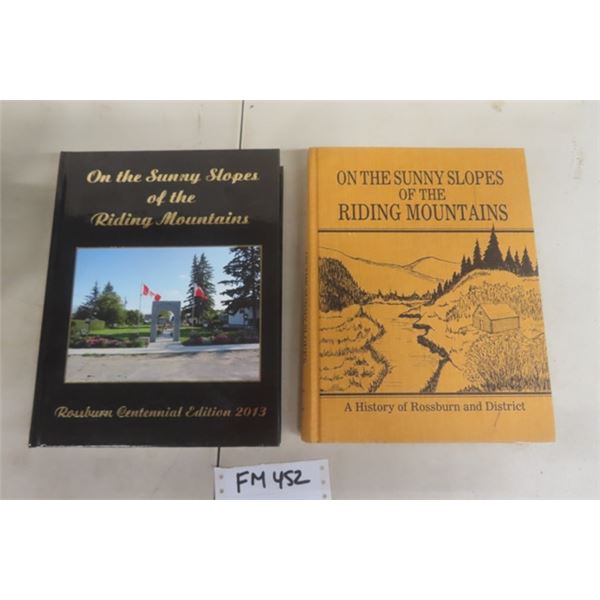 On the Sunny Slopes
of the
Riding Mountains
Rossburn Centennial Edition 2013
ON THE SUNNY SLOPES
OF THE
RIDING MOUNTAINS
A History of Rossburn and District
FM 452